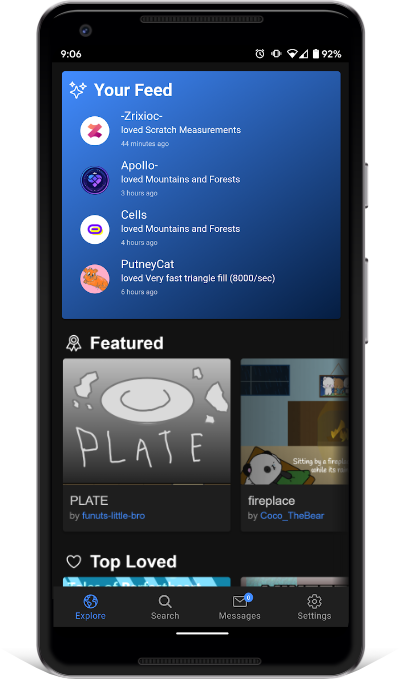 9:06
92%
Your Feed
-Zrixioc-
loved Scratch Measurements
44 minutes ago
Apollo-
loved Mountains and Forests
3 hours ago
Cells
loved Mountains and Forests
4 hours ago
PutneyCat
loved Very fast triangle fill (8000/sec)
6 hours ago
Featured
PLATE
Sitting by a firepla
while its ra
PLATE
by funuts-little-bro
fireplace
by Coco_TheBear
Top Loved
Explore
Search
0
Messages
Settings